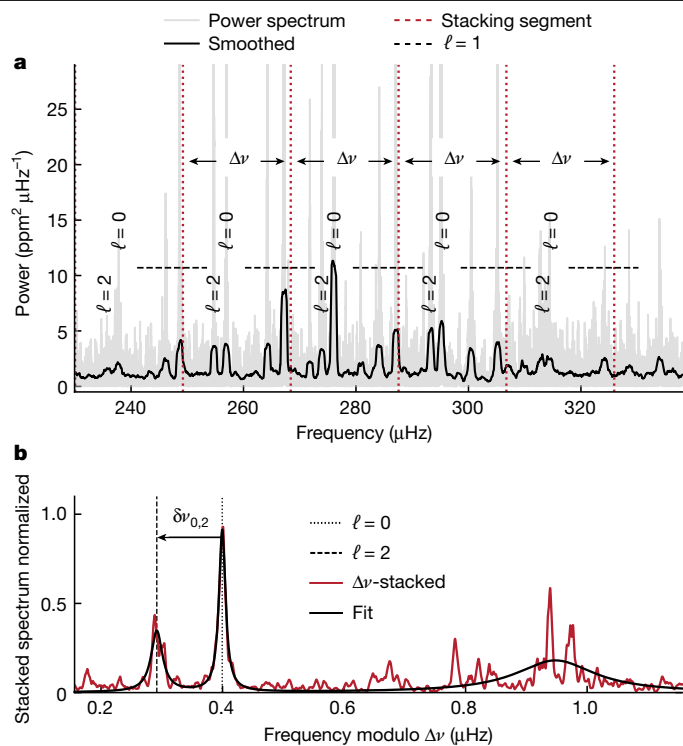 Power spectrum
Stacking segment
Smoothed
ℓ = 1
a
Power (ppm² μHz⁻¹)
25
20
15
10
5
0
Δν
Δν
Δν
Δν
ℓ = 2
ℓ = 0
ℓ = 2
ℓ = 0
ℓ = 2
ℓ = 0
ℓ = 2
ℓ = 0
ℓ = 2
ℓ = 0
240
260
280
300
320
Frequency (μHz)
b
Stacked spectrum normalized
1.0
0.5
0
δν₀,₂
ℓ = 0
ℓ = 2
Δν-stacked
Fit
0.2
0.4
0.6
0.8
1.0
Frequency modulo Δν (μHz)